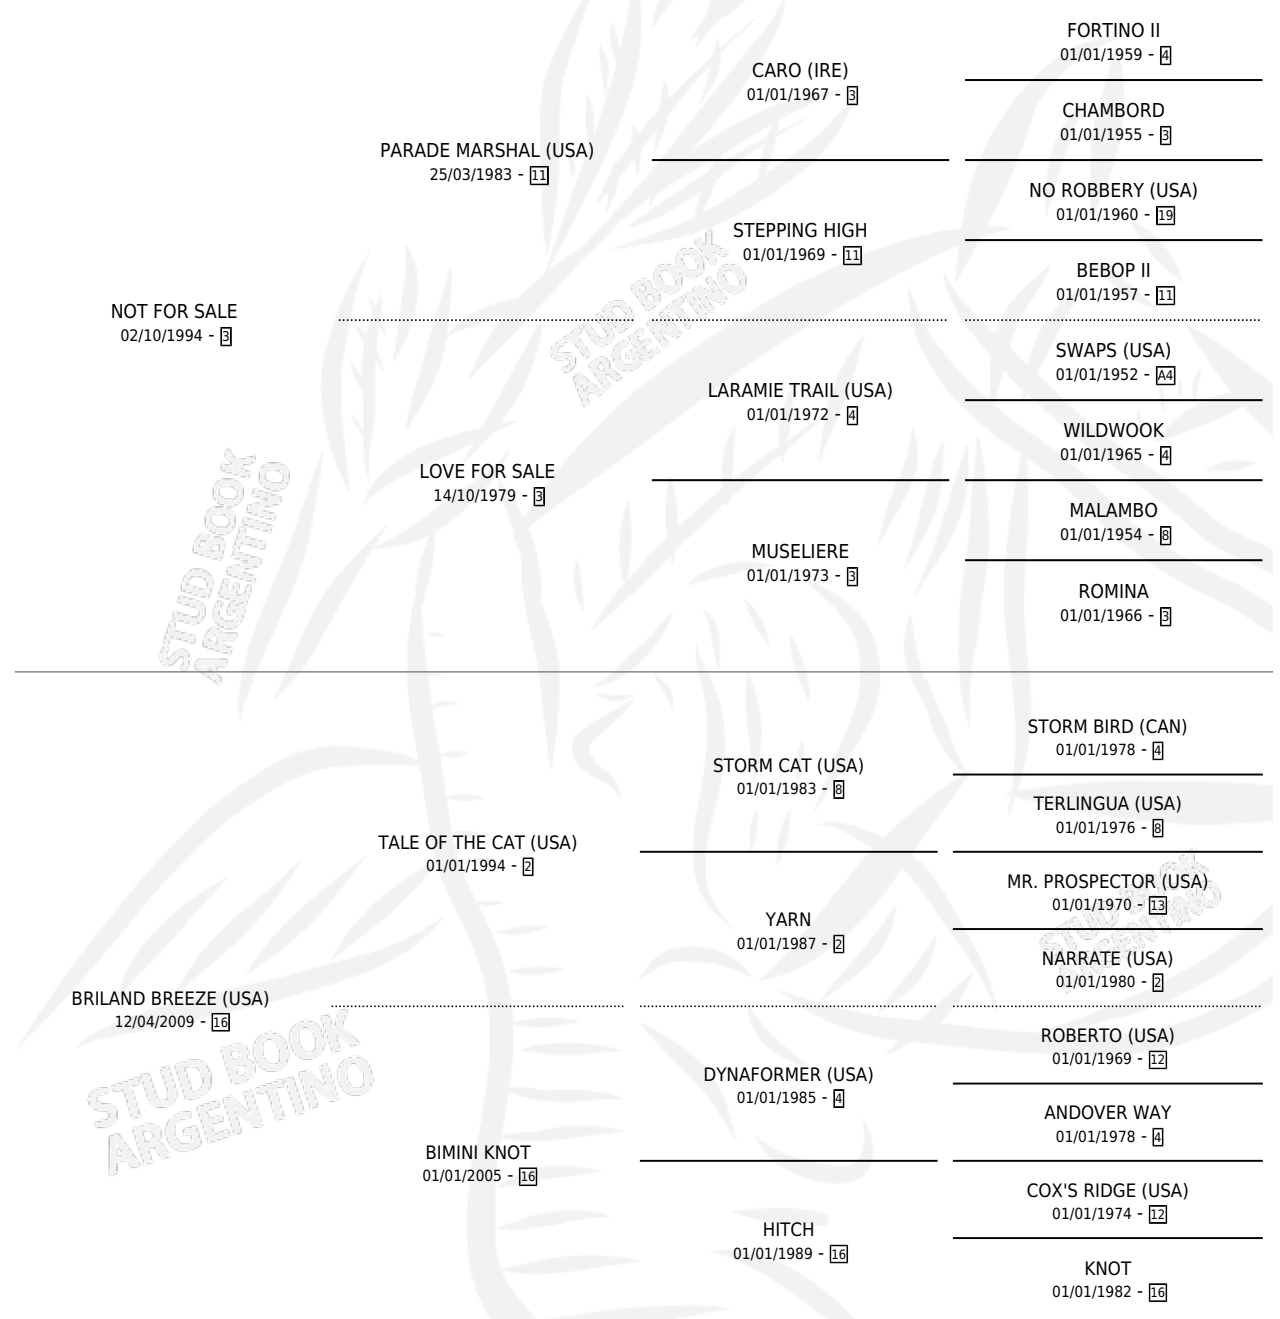 FORTINO II
01/01/1959 - 4
CARO (IRE)
01/01/1967 - 3
CHAMBORD
01/01/1955 - 3
PARADE MARSHAL (USA)
25/03/1983 - 11
NO ROBBERY (USA)
01/01/1960 - 19
STEPPING HIGH
01/01/1969 - 11
BEBOP II
01/01/1957 - 11
NOT FOR SALE
02/10/1994 - 3
STUD BOOK
ARGENTINO
SWAPS (USA)
01/01/1952 - A4
LARAMIE TRAIL (USA)
01/01/1972 - 4
WILDWOOK
01/01/1965 - 4
LOVE FOR SALE
14/10/1979 - 3
MALAMBO
01/01/1954 - 8
MUSELIERE
01/01/1973 - 3
ROMINA
01/01/1966 - 3
STUD BOOK
ARGENTINO
STORM BIRD (CAN)
01/01/1978 - 4
STORM CAT (USA)
01/01/1983 - 8
TERLINGUA (USA)
01/01/1976 - 8
TALE OF THE CAT (USA)
01/01/1994 - 2
MR. PROSPECTOR (USA)
01/01/1970 - 13
YARN
01/01/1987 - 2
NARRATE (USA)
01/01/1980 - 2
STUD BOOK
ARGENTINO
BRILAND BREEZE (USA)
12/04/2009 - 16
ROBERTO (USA)
01/01/1969 - 12
DYNAFORMER (USA)
01/01/1985 - 4
ANDOVER WAY
01/01/1978 - 4
STUD BOOK
ARGENTINO
BIMINI KNOT
01/01/2005 - 16
COX'S RIDGE (USA)
01/01/1974 - 12
HITCH
01/01/1989 - 16
KNOT
01/01/1982 - 16